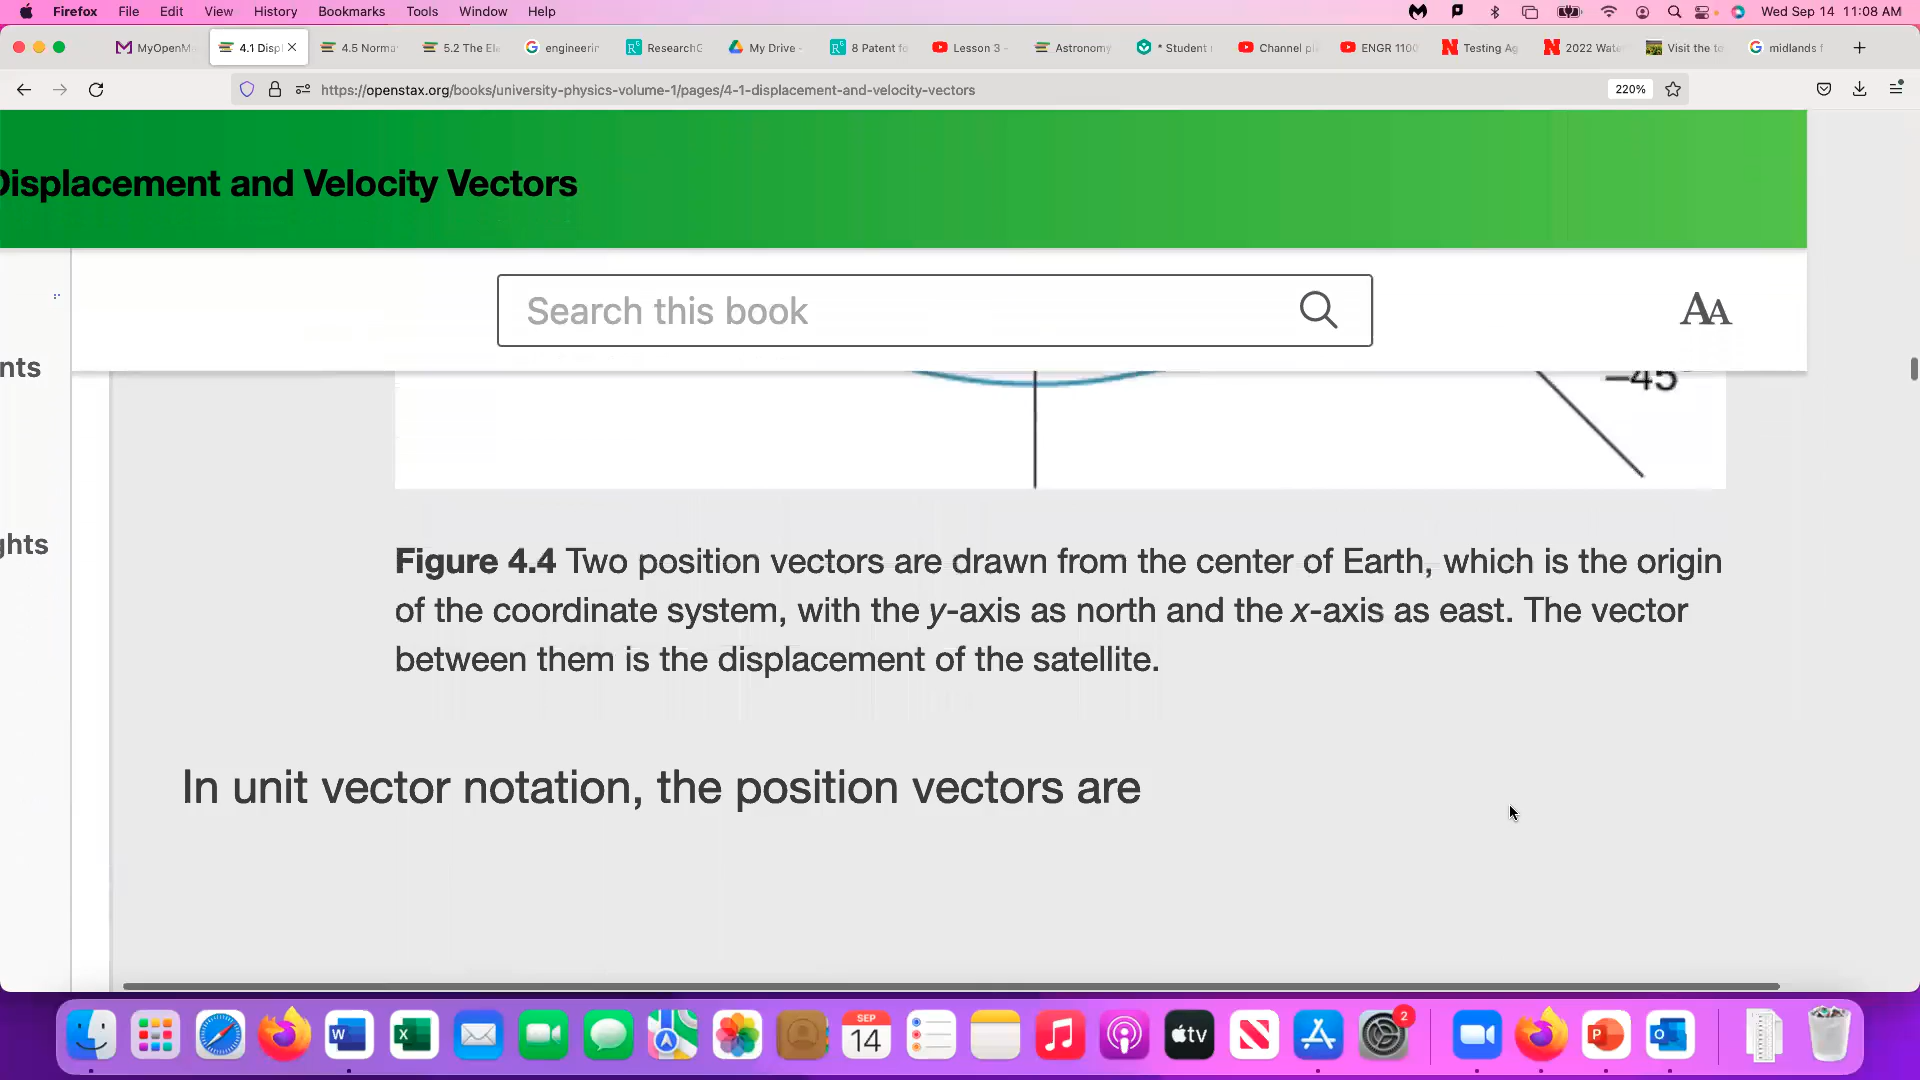 Firefox File Edit View History Bookmarks Tools Window Help Wed Sep 14 11:08 AM
MyOpenM 4.1 Displ 4.5 Norma 5.2 The Ele engineerin ResearchG My Drive - 8 Patent fo Lesson 3 - Astronomy * Student Channel pl ENGR 1100 Testing Ag 2022 Wate Visit the to midlands f
https://openstax.org/books/university-physics-volume-1/pages/4-1-displacement-and-velocity-vectors 220%
Displacement and Velocity Vectors
Search this book AA
nts
ghts
–45°
Figure 4.4 Two position vectors are drawn from the center of Earth, which is the origin
of the coordinate system, with the y-axis as north and the x-axis as east. The vector
between them is the displacement of the satellite.
In unit vector notation, the position vectors are
SEP
14
tv
2